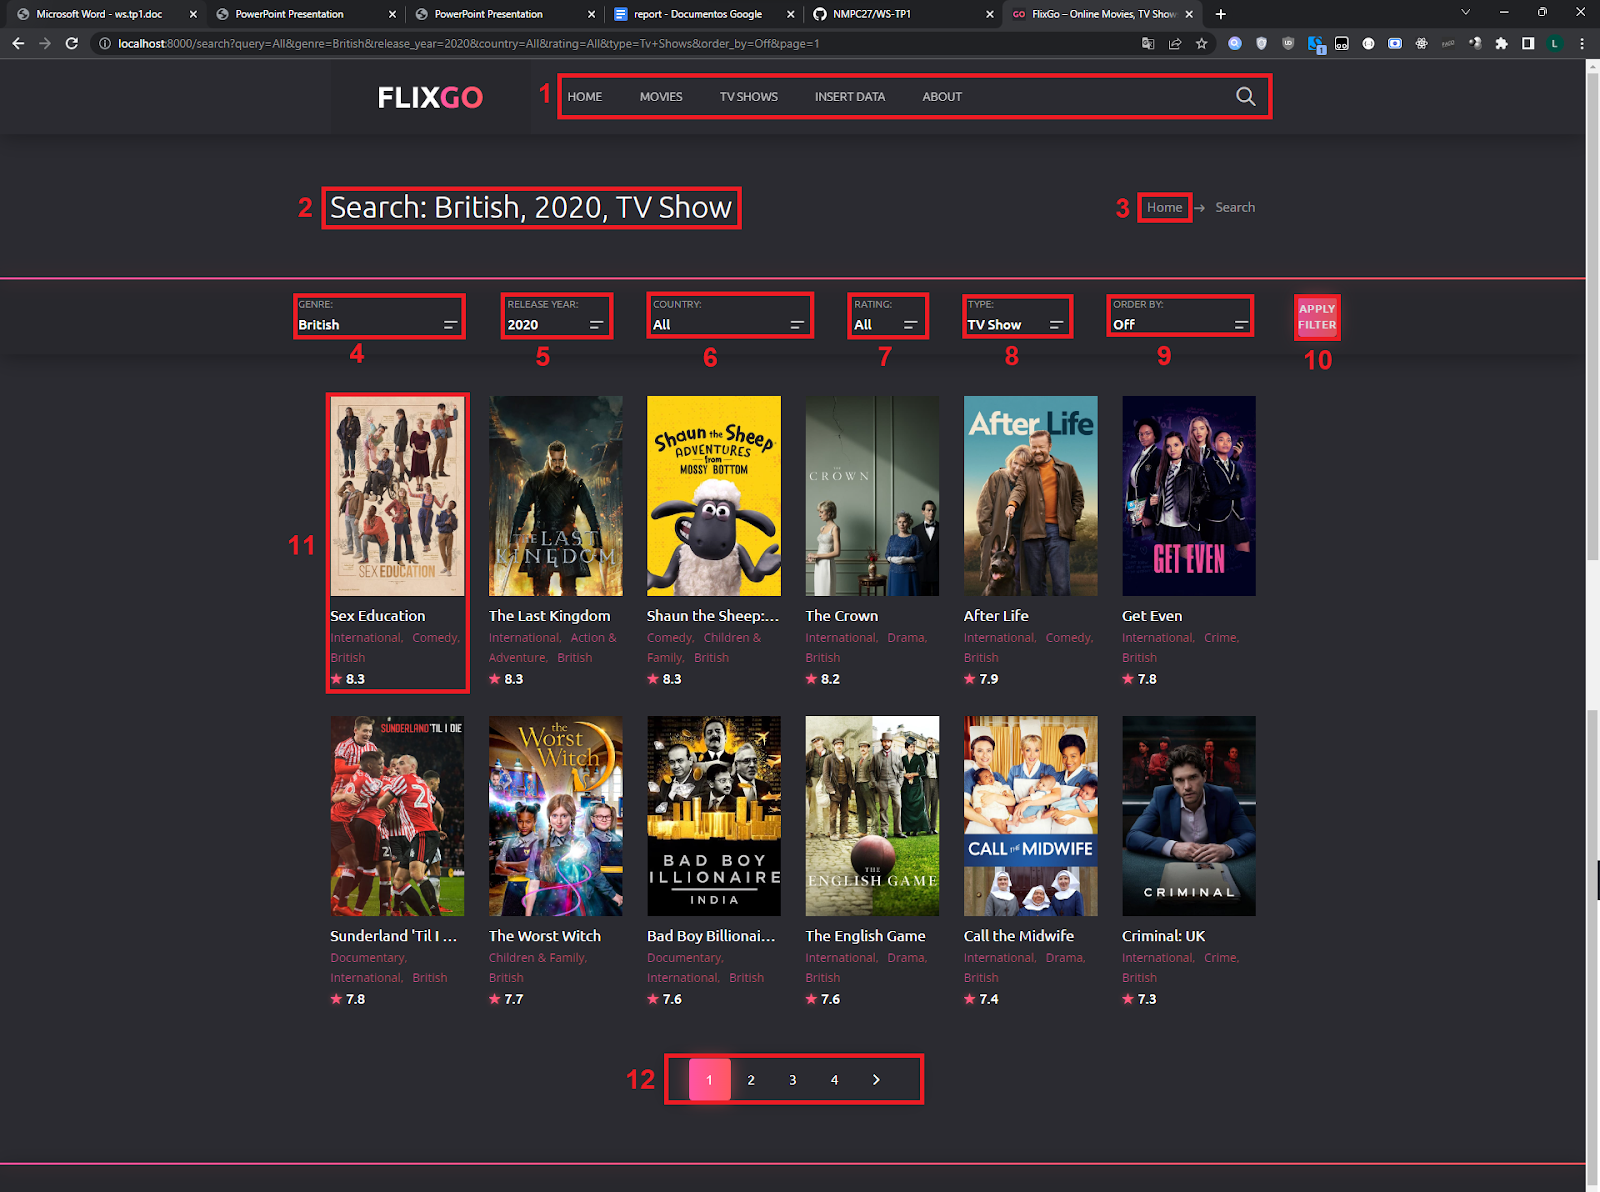 Microsoft Word - ws.tp1.doc
PowerPoint Presentation
PowerPoint Presentation
report - Documentos Google
NMPC27/WS-TP1
GO FlixGo – Online Movies, TV Show
localhost:8000/search?query=All&genre=British&release_year=2020&country=All&rating=All&type=Tv+Shows&order_by=Off&page=1
1
L
FLIXGO
1
HOME
MOVIES
TV SHOWS
INSERT DATA
ABOUT
2
Search: British, 2020, TV Show
3
Home → Search
GENRE:
British
RELEASE YEAR:
2020
COUNTRY:
All
RATING:
All
TYPE:
TV Show
ORDER BY:
Off
APPLY
FILTER
4
5
6
7
8
9
10
11
SEX EDUCATION
THE LAST
KINGDOM
Shaun the Sheep
ADVENTURES
from
MOSSY BOTTOM
THE
CROWN
After Life
GET EVEN
Sex Education
International, Comedy,
British
8.3
The Last Kingdom
International, Action &
Adventure, British
8.3
Shaun the Sheep:...
Comedy, Children &
Family, British
8.3
The Crown
International, Drama,
British
8.2
After Life
International, Comedy,
British
7.9
Get Even
International, Crime,
British
7.8
SUNDERLAND 'TIL I DIE
the
Worst
Witch
BAD BOY
BILLIONAIRE
INDIA
THE
ENGLISH GAME
CALL THE MIDWIFE
CRIMINAL
Sunderland 'Til I ...
Documentary,
International, British
7.8
The Worst Witch
Children & Family,
British
7.7
Bad Boy Billionai...
Documentary,
International, British
7.6
The English Game
International, Drama,
British
7.6
Call the Midwife
International, Drama,
British
7.4
Criminal: UK
International, Crime,
British
7.3
12
1 2 3 4